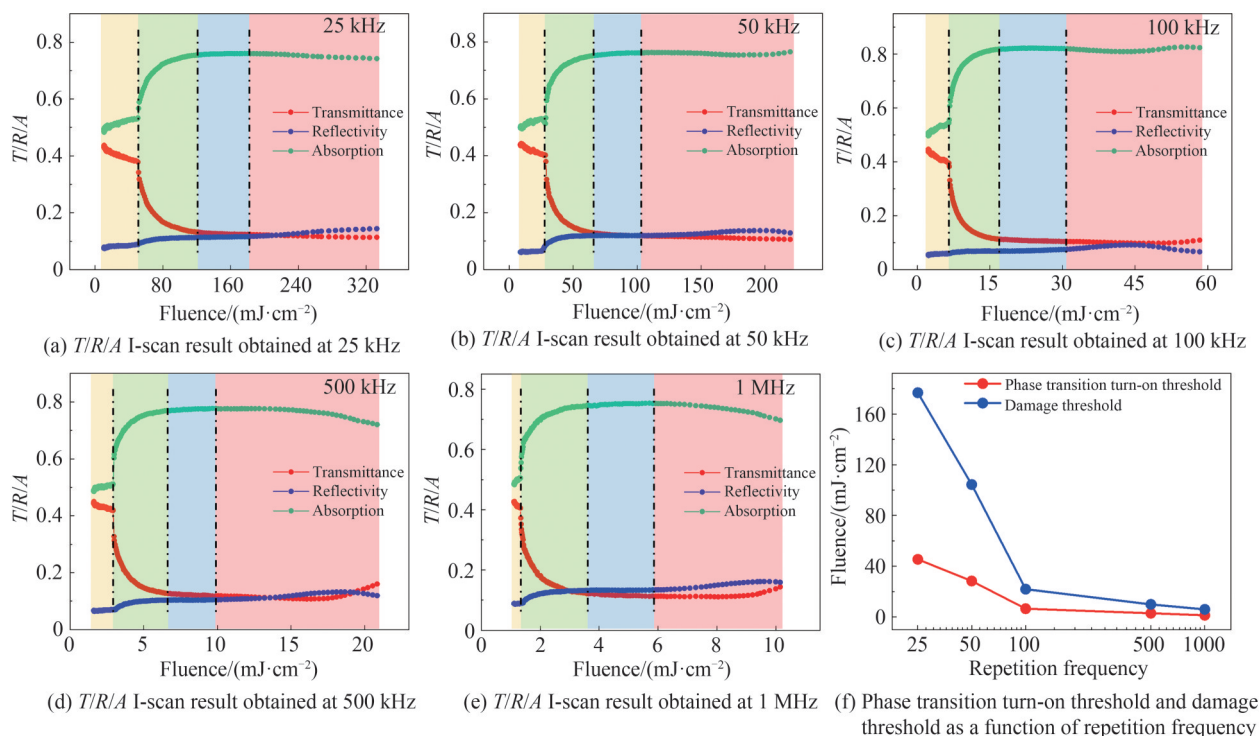 25 kHz
0.8
0.6
0.4
0.2
0
T/R/A
Transmittance
Reflectivity
Absorption
0 80 160 240 320
Fluence/(mJ·cm⁻²)
(a) T/R/A I-scan result obtained at 25 kHz
50 kHz
0.8
0.6
0.4
0.2
0
T/R/A
Transmittance
Reflectivity
Absorption
0 50 100 150 200
Fluence/(mJ·cm⁻²)
(b) T/R/A I-scan result obtained at 50 kHz
100 kHz
0.8
0.6
0.4
0.2
0
T/R/A
Transmittance
Reflectivity
Absorption
0 15 30 45 60
Fluence/(mJ·cm⁻²)
(c) T/R/A I-scan result obtained at 100 kHz
500 kHz
0.8
0.6
0.4
0.2
0
T/R/A
Transmittance
Reflectivity
Absorption
0 5 10 15 20
Fluence/(mJ·cm⁻²)
(d) T/R/A I-scan result obtained at 500 kHz
1 MHz
0.8
0.6
0.4
0.2
0
T/R/A
Transmittance
Reflectivity
Absorption
0 2 4 6 8 10
Fluence/(mJ·cm⁻²)
(e) T/R/A I-scan result obtained at 1 MHz
Phase transition turn-on threshold
Damage threshold
160
120
80
40
0
Fluence/(mJ·cm⁻²)
25 50 100 500 1000
Repetition frequency
(f) Phase transition turn-on threshold and damage
threshold as a function of repetition frequency